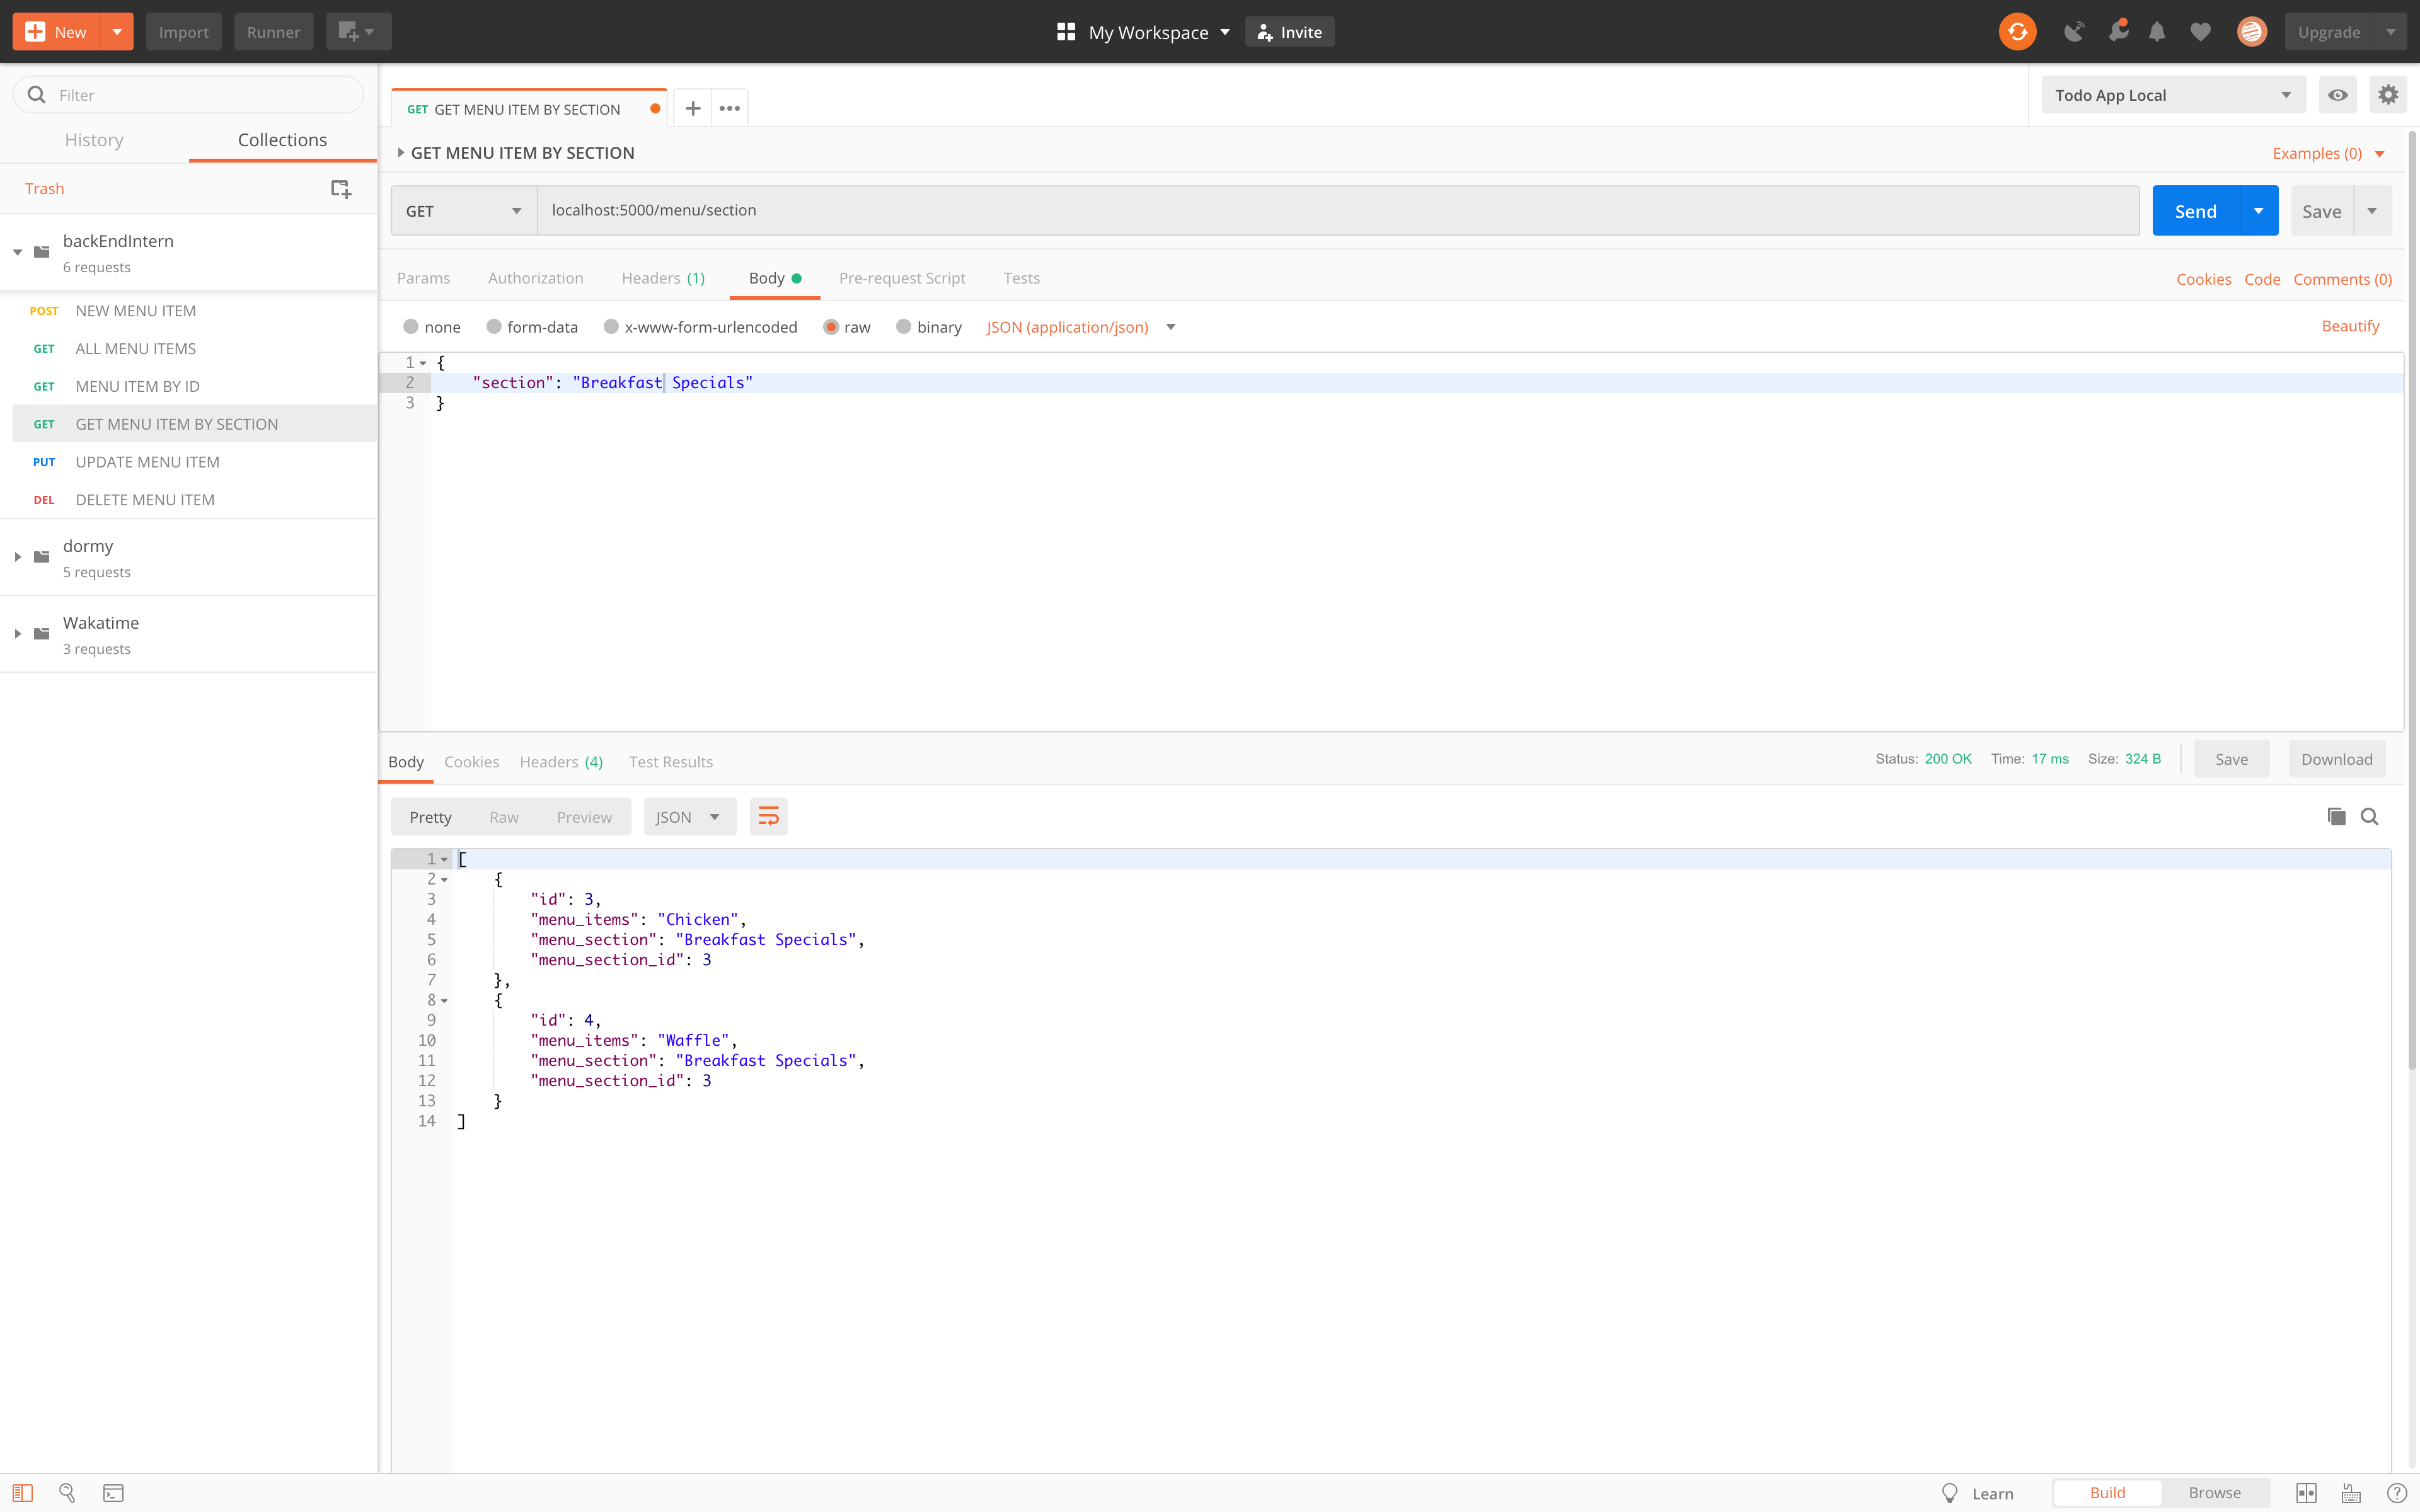 New Import Runner My Workspace Invite Upgrade
Filter
History Collections
Trash
backEndIntern
6 requests
POST NEW MENU ITEM
GET ALL MENU ITEMS
GET MENU ITEM BY ID
GET GET MENU ITEM BY SECTION
PUT UPDATE MENU ITEM
DEL DELETE MENU ITEM
dormy
5 requests
Wakatime
3 requests
GET GET MENU ITEM BY SECTION
Todo App Local
GET MENU ITEM BY SECTION
Examples (0)
GET localhost:5000/menu/section Send Save
Params Authorization Headers (1) Body Pre-request Script Tests Cookies Code Comments (0)
none form-data x-www-form-urlencoded raw binary JSON (application/json) Beautify
1 {
2 "section": "Breakfast Specials"
3 }
Body Cookies Headers (4) Test Results Status: 200 OK Time: 17 ms Size: 324 B Save Download
Pretty Raw Preview JSON
1 [
2 {
3 "id": 3,
4 "menu_items": "Chicken",
5 "menu_section": "Breakfast Specials",
6 "menu_section_id": 3
7 },
8 {
9 "id": 4,
10 "menu_items": "Waffle",
11 "menu_section": "Breakfast Specials",
12 "menu_section_id": 3
13 }
14 ]
Learn Build Browse